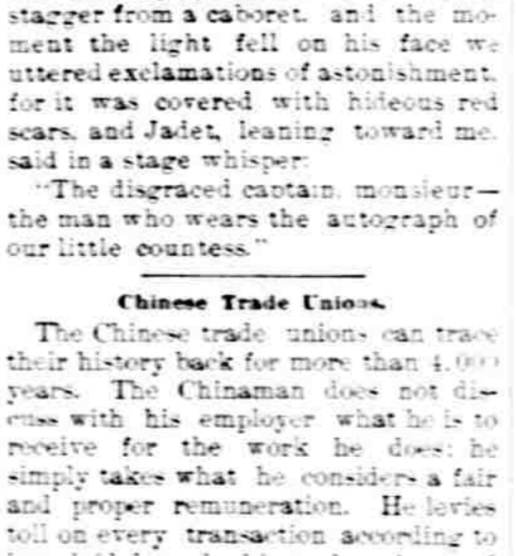 stagger from a caboret. and the mo-
ment the light fell on his face we
uttered exclamations of astonishment.
for it was covered with hideous red
scars. and Jadet, leaning toward me.
said in a stage whisper:
"The disgraced captain. monsieur—
the man who wears the autograph of
our little countess."
Chinese Trade Unions.
The Chinese trade unions can trace
their history back for more than 4,000
years. The Chinaman does not dis-
cuss with his employer what he is to
receive for the work he does: he
simply takes what he considers a fair
and proper remuneration. He levies
toll on every transaction according to